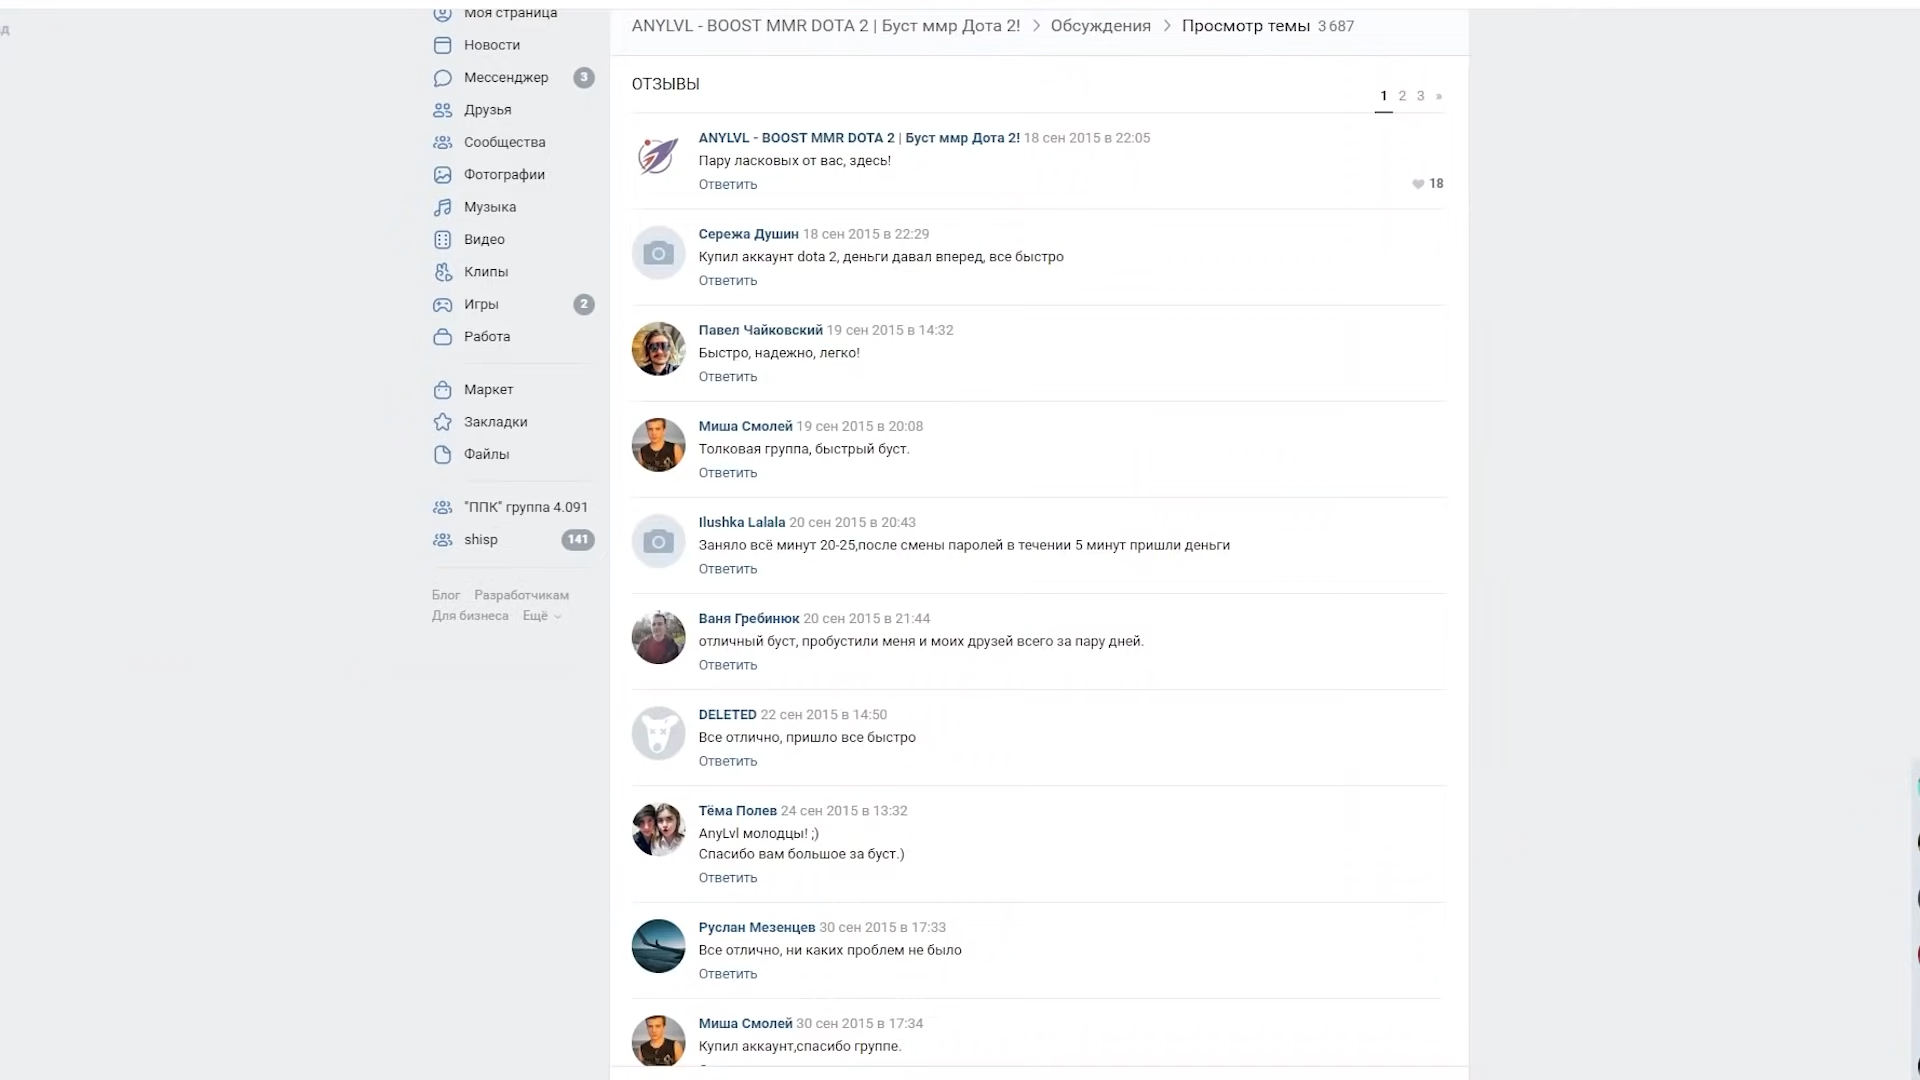 Моя страница
Новости
Мессенджер 3
Друзья
Сообщества
Фотографии
Музыка
Видео
Клипы
Игры 2
Работа
Маркет
Закладки
Файлы
"ППК" группа 4.091
shisp 141
Блог Разработчикам
Для бизнеса Ещё
ANYLVL - BOOST MMR DOTA 2 | Буст ммр Дота 2! > Обсуждения > Просмотр темы 3 687
ОТЗЫВЫ
1 2 3 »
ANYLVL - BOOST MMR DOTA 2 | Буст ммр Дота 2! 18 сен 2015 в 22:05
Пару ласковых от вас, здесь!
Ответить
18
Сережа Душин 18 сен 2015 в 22:29
Купил аккаунт dota 2, деньги давал вперед, все быстро
Ответить
Павел Чайковский 19 сен 2015 в 14:32
Быстро, надежно, легко!
Ответить
Миша Смолей 19 сен 2015 в 20:08
Толковая группа, быстрый буст.
Ответить
Ilushka Lalala 20 сен 2015 в 20:43
Заняло всё минут 20-25,после смены паролей в течении 5 минут пришли деньги
Ответить
Ваня Гребинюк 20 сен 2015 в 21:44
отличный буст, пробустили меня и моих друзей всего за пару дней.
Ответить
DELETED 22 сен 2015 в 14:50
Все отлично, пришло все быстро
Ответить
Тёма Полев 24 сен 2015 в 13:32
AnyLvl молодцы! ;)
Спасибо вам большое за буст.)
Ответить
Руслан Мезенцев 30 сен 2015 в 17:33
Все отлично, ни каких проблем не было
Ответить
Миша Смолей 30 сен 2015 в 17:34
Купил аккаунт,спасибо группе.